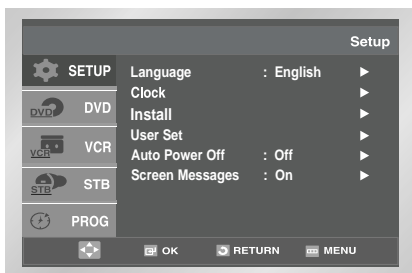 Setup
SETUP
DVD DVD
VCR VCR
STB STB
PROG
Language : English
Clock
Install
User Set
Auto Power Off : Off
Screen Messages : On
OK RETURN MENU